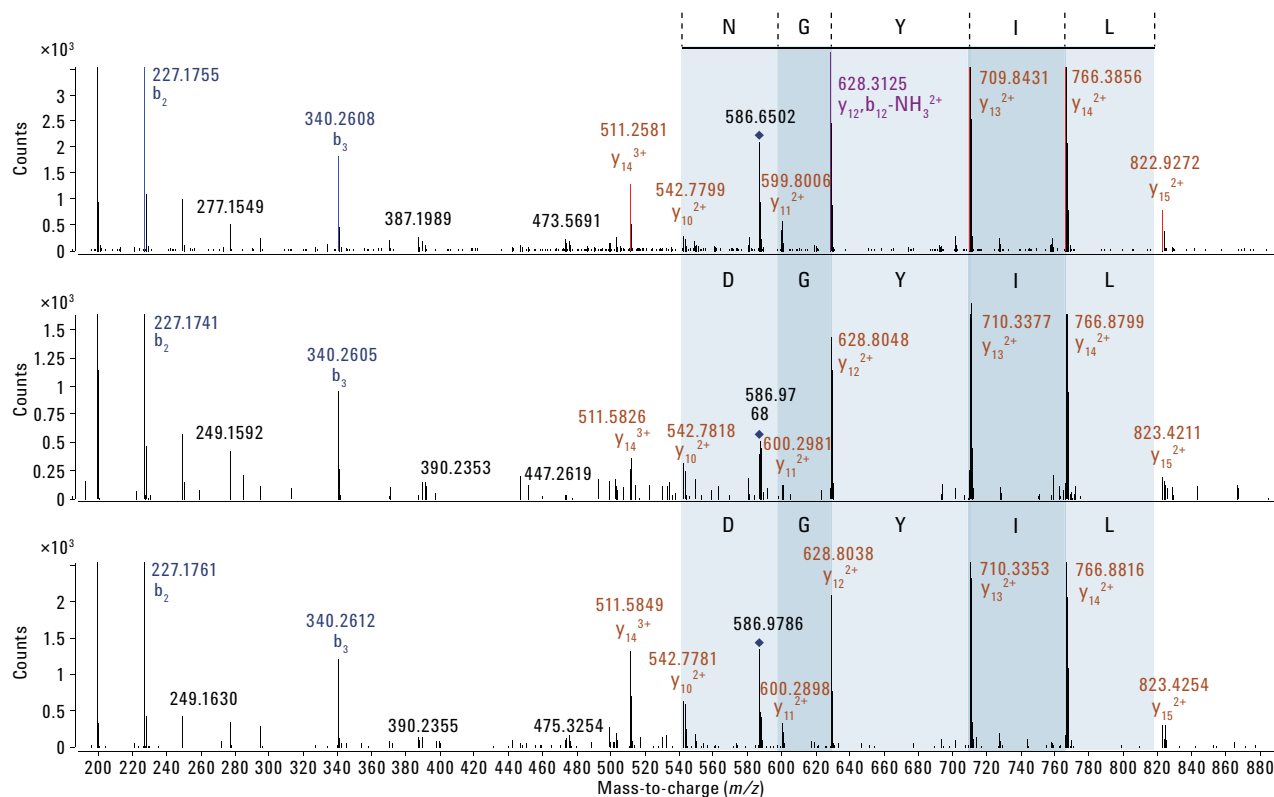 N G Y I L
×10³
3
2.5
2
1.5
1
0.5
0
Counts
227.1755
b₂
277.1549
340.2608
b₃
387.1989
473.5691
511.2581
y₁₄³⁺
542.7799
y₁₀²⁺
586.6502
599.8006
y₁₁²⁺
628.3125
y₁₂,b₁₂-NH₃²⁺
709.8431
y₁₃²⁺
766.3856
y₁₄²⁺
822.9272
y₁₅²⁺
D G Y I L
×10³
1.5
1.25
1
0.75
0.5
0.25
0
Counts
227.1741
b₂
249.1592
340.2605
b₃
390.2353
447.2619
511.5826
y₁₄³⁺
542.7818
y₁₀²⁺
586.97
68
600.2981
y₁₁²⁺
628.8048
y₁₂²⁺
710.3377
y₁₃²⁺
766.8799
y₁₄²⁺
823.4211
y₁₅²⁺
D G Y I L
×10³
2
1.5
1
0.5
0
Counts
227.1761
b₂
249.1630
340.2612
b₃
390.2355
475.3254
511.5849
y₁₄³⁺
542.7781
y₁₀²⁺
586.9786
600.2898
y₁₁²⁺
628.8038
y₁₂²⁺
710.3353
y₁₃²⁺
766.8816
y₁₄²⁺
823.4254
y₁₅²⁺
200 220 240 260 280 300 320 340 360 380 400 420 440 460 480 500 520 540 560 580 600 620 640 660 680 700 720 740 760 780 800 820 840 860 880
Mass-to-charge (m/z)